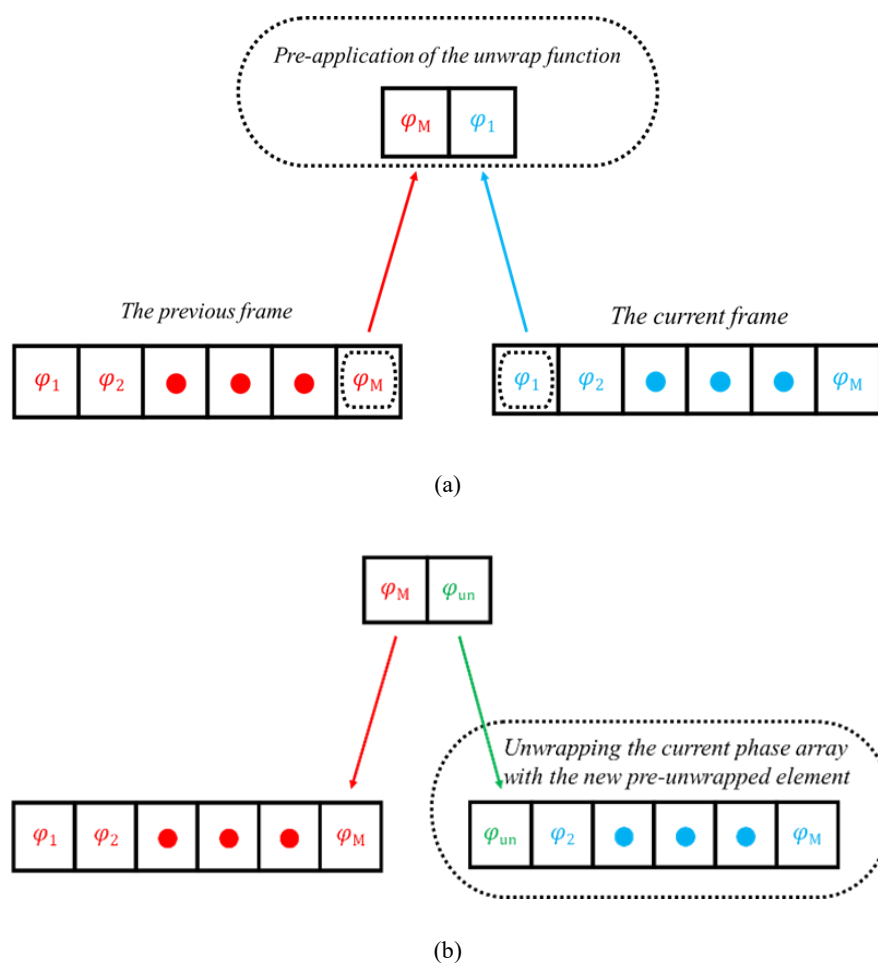 Pre-application of the unwrap function
φM φ1
The previous frame
The current frame
φ1 φ2 φM
φ1 φ2 φM
(a)
φM φun
Unwrapping the current phase array
with the new pre-unwrapped element
φ1 φ2 φM
φun φ2 φM
(b)